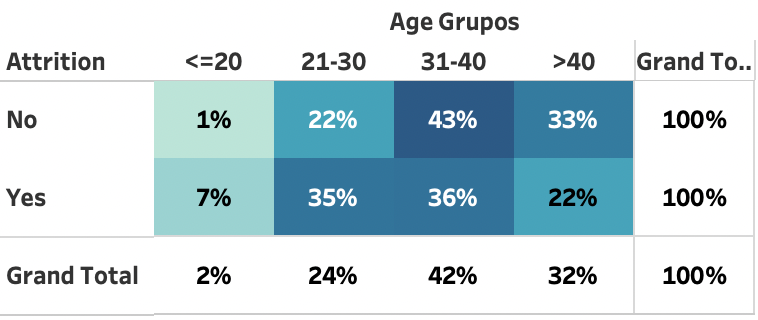 Age Grupos
Attrition <=20 21-30 31-40 >40 Grand To..
No 1% 22% 43% 33% 100%
Yes 7% 35% 36% 22% 100%
Grand Total 2% 24% 42% 32% 100%